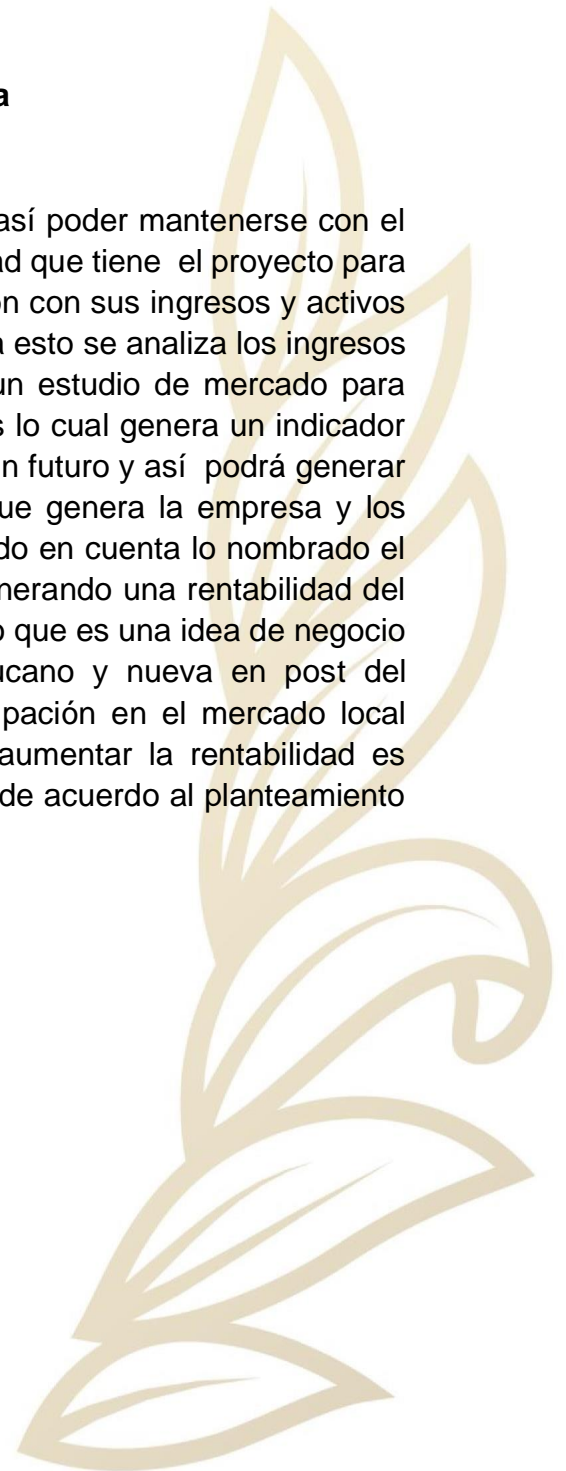 a
así poder mantenerse con el
ad que tiene el proyecto para
ón con sus ingresos y activos
a esto se analiza los ingresos
un estudio de mercado para
s lo cual genera un indicador
n futuro y así podrá generar
ue genera la empresa y los
do en cuenta lo nombrado el
nerando una rentabilidad del
o que es una idea de negocio
ucano y nueva en post del
pación en el mercado local
aumentar la rentabilidad es
de acuerdo al planteamiento